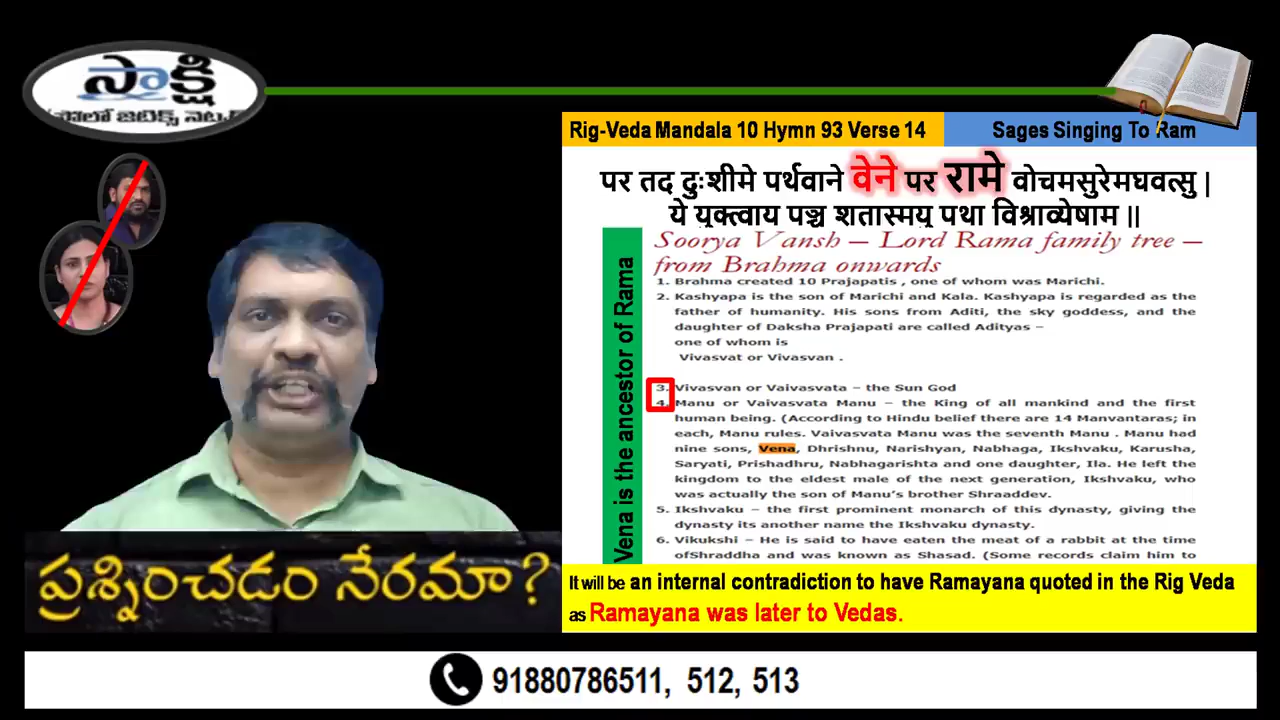 సాక్షి
పోలో జెటిక్స్ నెట
Rig-Veda Mandala 10 Hymn 93 Verse 14
Sages Singing To Ram
पर तद दुःशीमे पर्थवाने वेने पर रामे वोचमसुरेमघवत्सु |
ये युक्त्वाय पञ्च शतास्मयु पथा विश्राव्येषाम ||
Vena is the ancestor of Rama
Soorya Vansh – Lord Rama family tree –
from Brahma onwards
1. Brahma created 10 Prajapatis , one of whom was Marichi.
2. Kashyapa is the son of Marichi and Kala. Kashyapa is regarded as the
father of humanity. His sons from Aditi, the sky goddess, and the
daughter of Daksha Prajapati are called Adityas –
one of whom is
Vivasvat or Vivasvan .
3. Vivasvan or Vaivasvata – the Sun God
4. Manu or Vaivasvata Manu – the King of all mankind and the first
human being. (According to Hindu belief there are 14 Manvantaras; in
each, Manu rules. Vaivasvata Manu was the seventh Manu . Manu had
nine sons, Vena, Dhrishnu, Narishyan, Nabhaga, Ikshvaku, Karusha,
Saryati, Prishadhru, Nabhagarishta and one daughter, Ila. He left the
kingdom to the eldest male of the next generation, Ikshvaku, who
was actually the son of Manu's brother Shraaddev.
5. Ikshvaku – the first prominent monarch of this dynasty, giving the
dynasty its another name the Ikshvaku dynasty.
6. Vikukshi – He is said to have eaten the meat of a rabbit at the time
ofShraddha and was known as Shasad. (Some records claim him to
It will be an internal contradiction to have Ramayana quoted in the Rig Veda
as Ramayana was later to Vedas.
ప్రశ్నించడం నేరమా?
91880786511, 512, 513